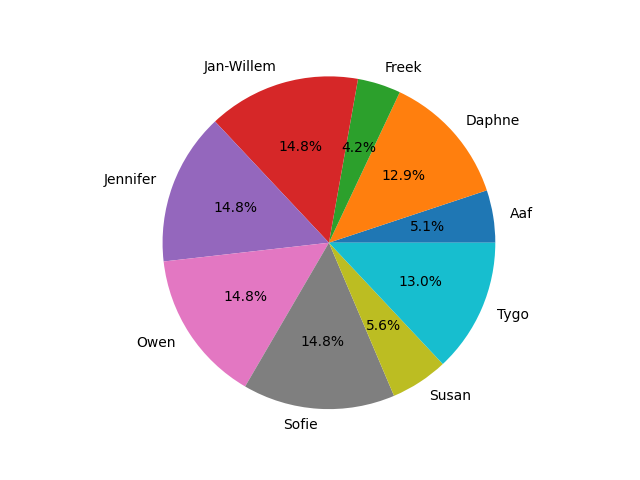 Jan-Willem
Freek
Daphne
Jennifer
Aaf
Tygo
Owen
Susan
Sofie
14.8%
4.2%
12.9%
14.8%
5.1%
13.0%
14.8%
5.6%
14.8%